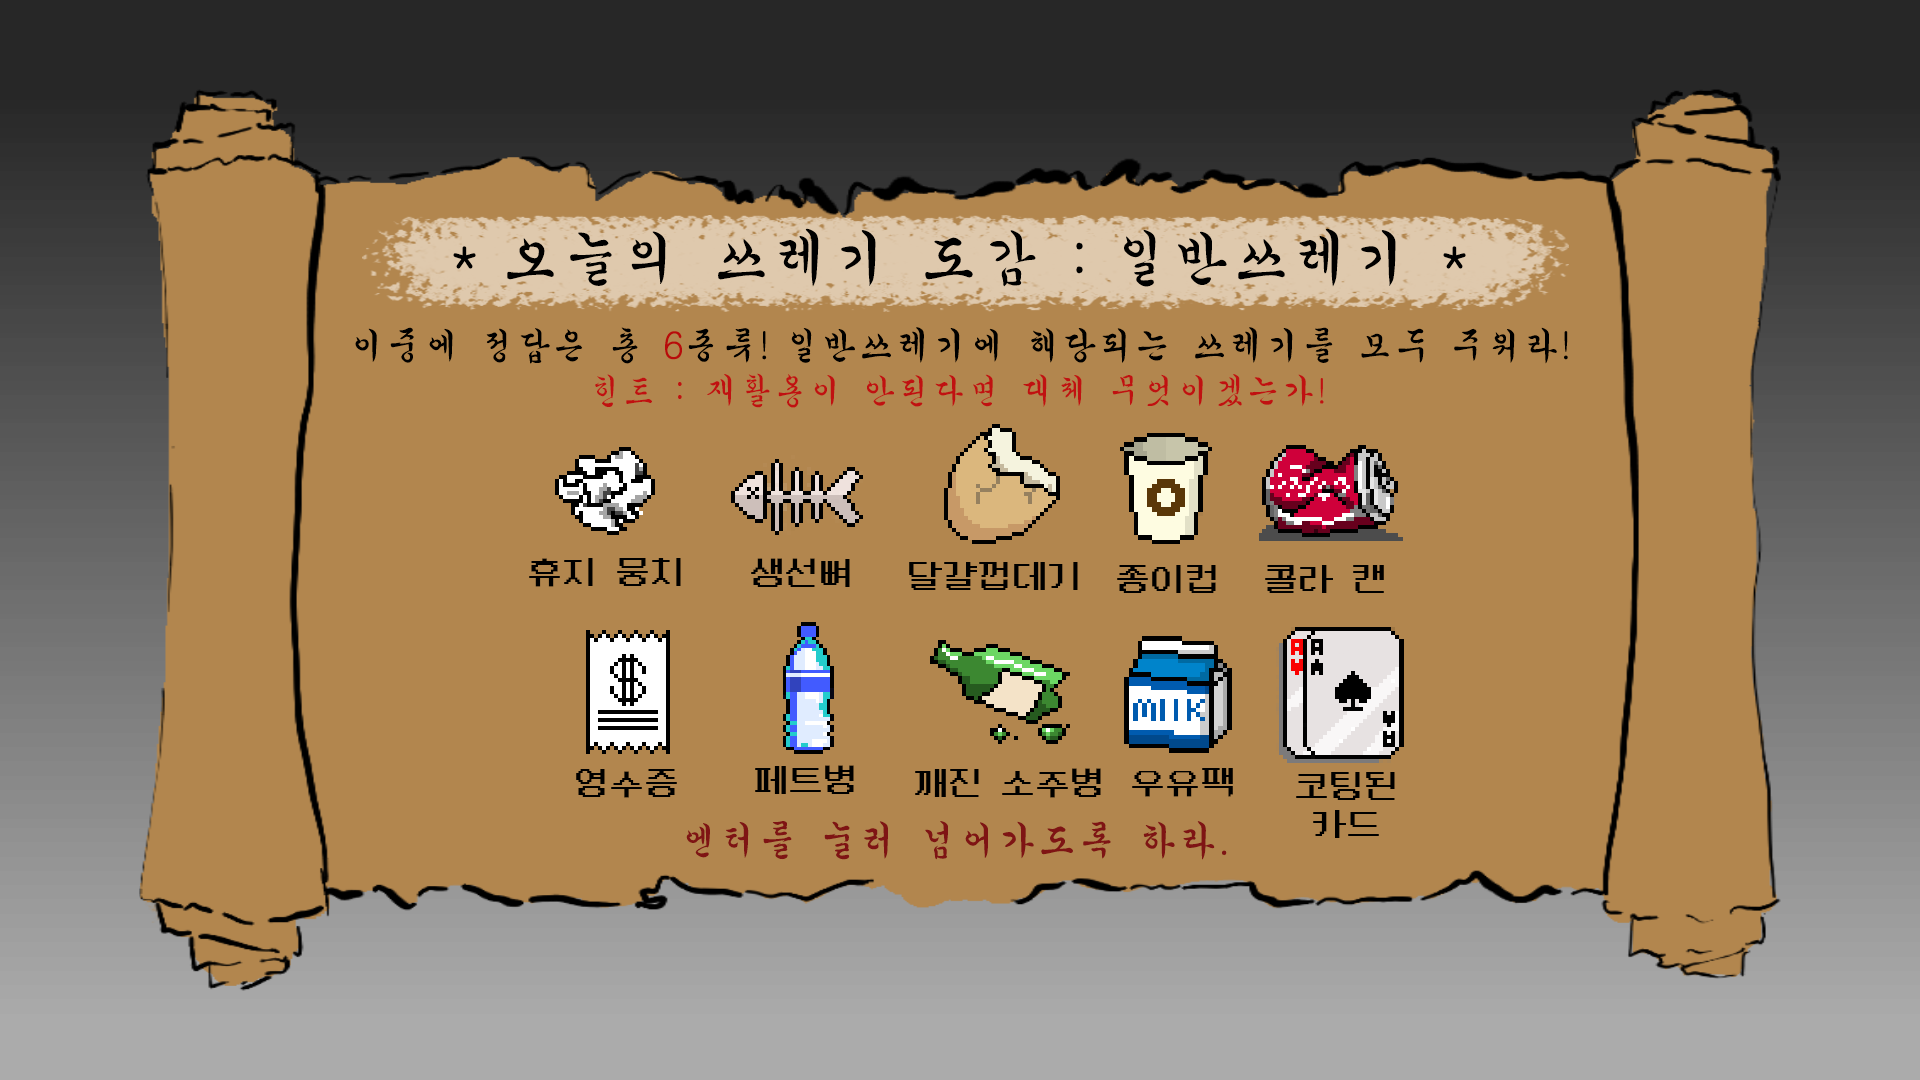 * 오늘의 쓰레기 도감 : 일반쓰레기 *
이중에 정답은 총 6종류! 일반쓰레기에 해당되는 쓰레기를 모두 주워라!
힌트 : 재활용이 안된다면 대체 무엇이겠는가!
휴지 뭉치 생선뼈 달걀껍데기 종이컵 콜라 캔
$ MIlK A A A
영수증 페트병 깨진 소주병 우유팩 코팅된
카드
엔터를 눌러 넘어가도록 하라.